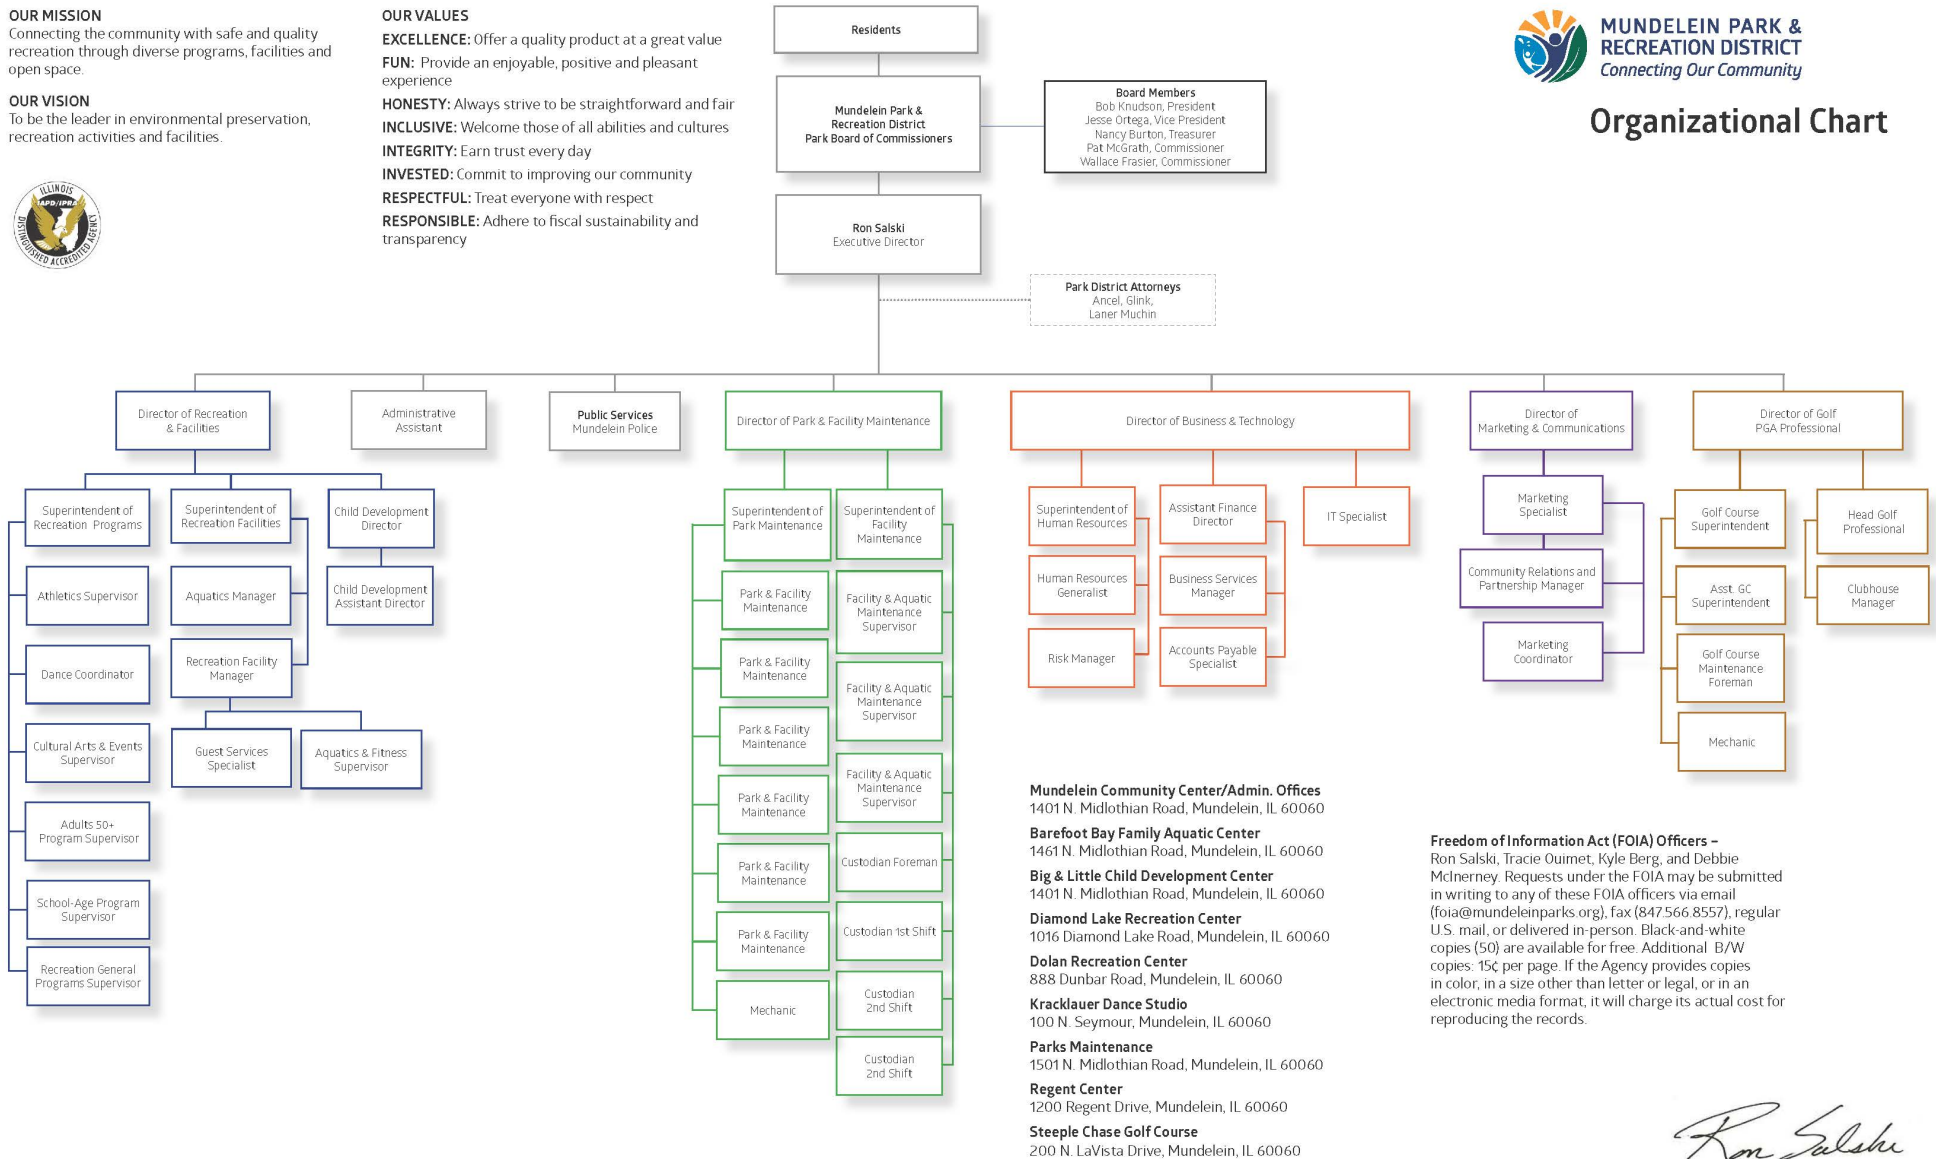 OUR MISSION
Connecting the community with safe and quality
recreation through diverse programs, facilities and
open space.
OUR VISION
To be the leader in environmental preservation,
recreation activities and facilities.
ILLINOIS
IAPD/IPRA
DISTINGUISHED ACCREDITED AGENCY
OUR VALUES
EXCELLENCE: Offer a quality product at a great value
FUN: Provide an enjoyable, positive and pleasant
experience
HONESTY: Always strive to be straightforward and fair
INCLUSIVE: Welcome those of all abilities and cultures
INTEGRITY: Earn trust every day
INVESTED: Commit to improving our community
RESPECTFUL: Treat everyone with respect
RESPONSIBLE: Adhere to fiscal sustainability and
transparency
Residents
Mundelein Park &
Recreation District
Park Board of Commissioners
Board Members
Bob Knudson, President
Jesse Ortega, Vice President
Nancy Burton, Treasurer
Pat McGrath, Commissioner
Wallace Frasier, Commissioner
Ron Salski
Executive Director
Park District Attorneys
Ancel, Glink,
Laner Muchin
MUNDELEIN PARK &
RECREATION DISTRICT
Connecting Our Community
Organizational Chart
Director of Recreation
& Facilities
Administrative
Assistant
Public Services
Mundelein Police
Director of Park & Facility Maintenance
Director of Business & Technology
Director of
Marketing & Communications
Director of Golf
PGA Professional
Superintendent of
Recreation Programs
Athletics Supervisor
Dance Coordinator
Cultural Arts & Events
Supervisor
Adults 50+
Program Supervisor
School-Age Program
Supervisor
Recreation General
Programs Supervisor
Superintendent of
Recreation Facilities
Aquatics Manager
Recreation Facility
Manager
Guest Services
Specialist
Aquatics & Fitness
Supervisor
Child Development
Director
Child Development
Assistant Director
Superintendent of
Park Maintenance
Park & Facility
Maintenance
Park & Facility
Maintenance
Park & Facility
Maintenance
Park & Facility
Maintenance
Park & Facility
Maintenance
Park & Facility
Maintenance
Mechanic
Superintendent of
Facility
Maintenance
Facility & Aquatic
Maintenance
Supervisor
Facility & Aquatic
Maintenance
Supervisor
Facility & Aquatic
Maintenance
Supervisor
Custodian Foreman
Custodian 1st Shift
Custodian
2nd Shift
Custodian
2nd Shift
Superintendent of
Human Resources
Human Resources
Generalist
Risk Manager
Assistant Finance
Director
Business Services
Manager
Accounts Payable
Specialist
IT Specialist
Marketing
Specialist
Community Relations and
Partnership Manager
Marketing
Coordinator
Golf Course
Superintendent
Asst. GC
Superintendent
Golf Course
Maintenance
Foreman
Mechanic
Head Golf
Professional
Clubhouse
Manager
Mundelein Community Center/Admin. Offices
1401 N. Midlothian Road, Mundelein, IL 60060
Barefoot Bay Family Aquatic Center
1461 N. Midlothian Road, Mundelein, IL 60060
Big & Little Child Development Center
1401 N. Midlothian Road, Mundelein, IL 60060
Diamond Lake Recreation Center
1016 Diamond Lake Road, Mundelein, IL 60060
Dolan Recreation Center
888 Dunbar Road, Mundelein, IL 60060
Kracklauer Dance Studio
100 N. Seymour, Mundelein, IL 60060
Parks Maintenance
1501 N. Midlothian Road, Mundelein, IL 60060
Regent Center
1200 Regent Drive, Mundelein, IL 60060
Steeple Chase Golf Course
200 N. LaVista Drive, Mundelein, IL 60060
Freedom of Information Act (FOIA) Officers –
Ron Salski, Tracie Ouimet, Kyle Berg, and Debbie
McInerney. Requests under the FOIA may be submitted
in writing to any of these FOIA officers via email
(foia@mundeleinparks.org), fax (847.566.8557), regular
U.S. mail, or delivered in-person. Black-and-white
copies (50) are available for free. Additional B/W
copies: 15¢ per page. If the Agency provides copies
in color, in a size other than letter or legal, or in an
electronic media format, it will charge its actual cost for
reproducing the records.
Ron Salski